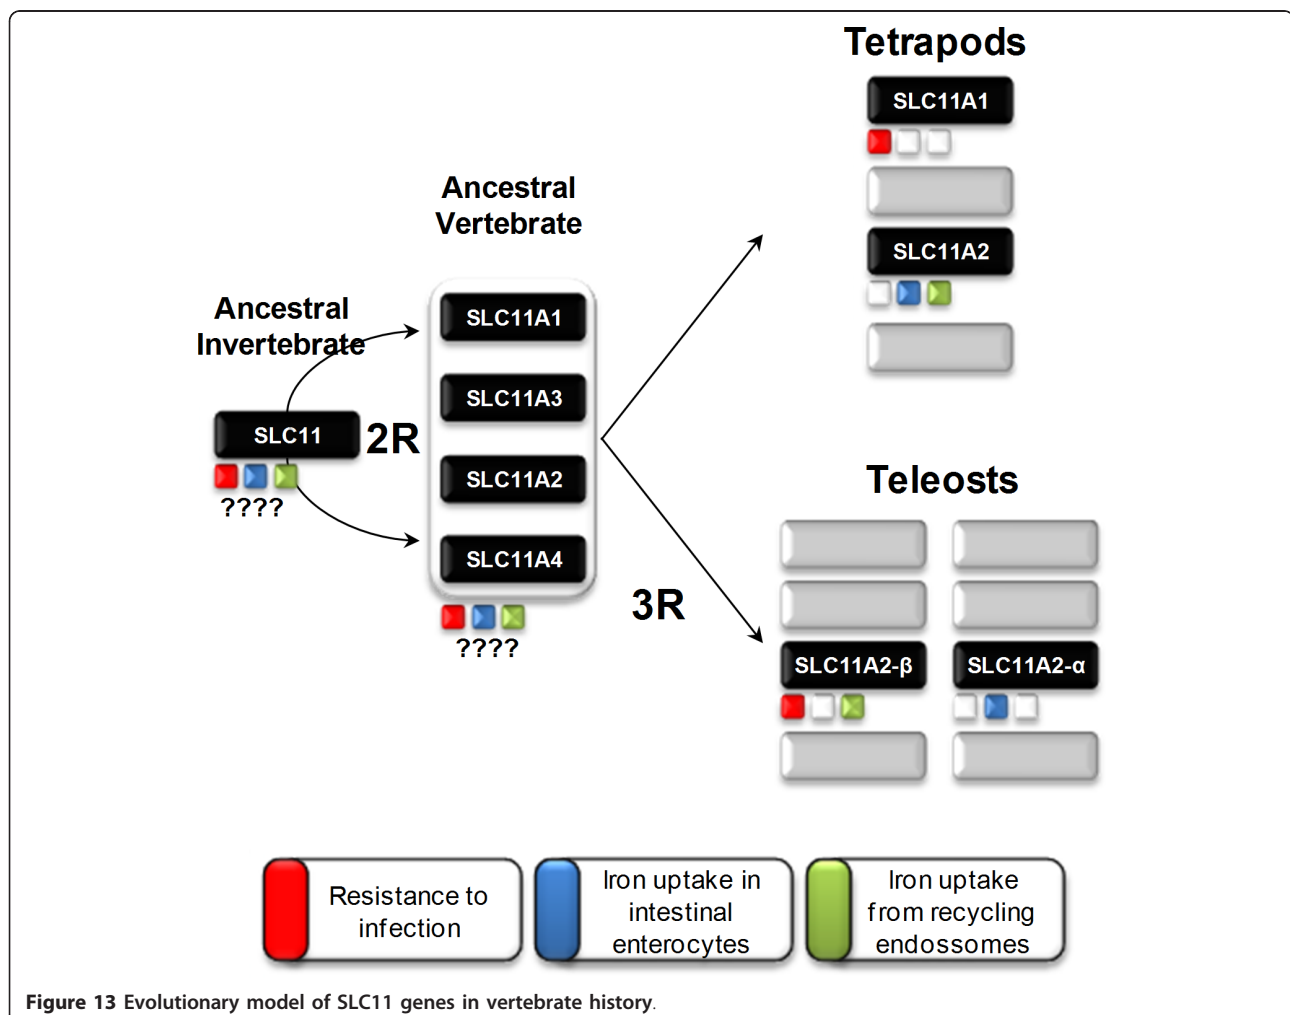 Tetrapods
SLC11A1
SLC11A2
Ancestral
Vertebrate
SLC11A1
SLC11A3
SLC11A2
SLC11A4
????
Ancestral
Invertebrate
SLC11
????
2R
3R
Teleosts
SLC11A2-β
SLC11A2-α
Resistance to
infection
Iron uptake in
intestinal
enterocytes
Iron uptake
from recycling
endossomes
Figure 13 Evolutionary model of SLC11 genes in vertebrate history.